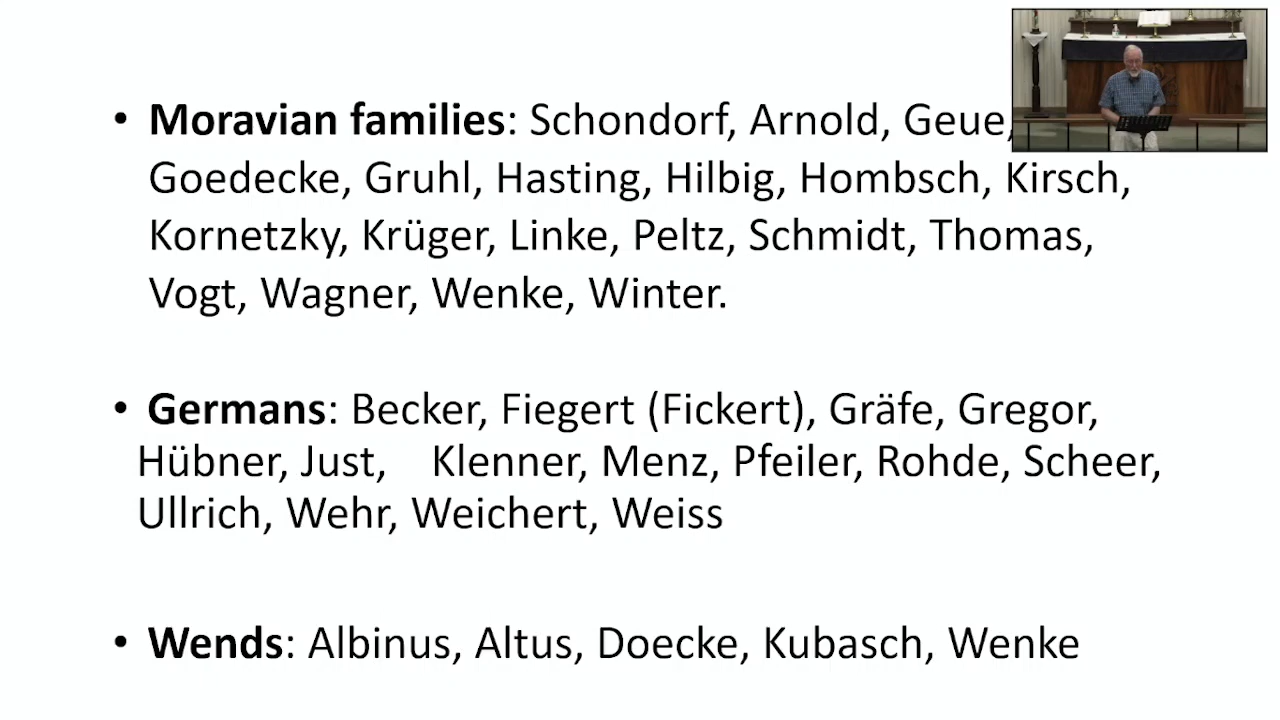 • Moravian families: Schondorf, Arnold, Geue,
Goedecke, Gruhl, Hasting, Hilbig, Hombsch, Kirsch,
Kornetzky, Krüger, Linke, Peltz, Schmidt, Thomas,
Vogt, Wagner, Wenke, Winter.
• Germans: Becker, Fiegert (Fickert), Gräfe, Gregor,
Hübner, Just, Klenner, Menz, Pfeiler, Rohde, Scheer,
Ullrich, Wehr, Weichert, Weiss
• Wends: Albinus, Altus, Doecke, Kubasch, Wenke